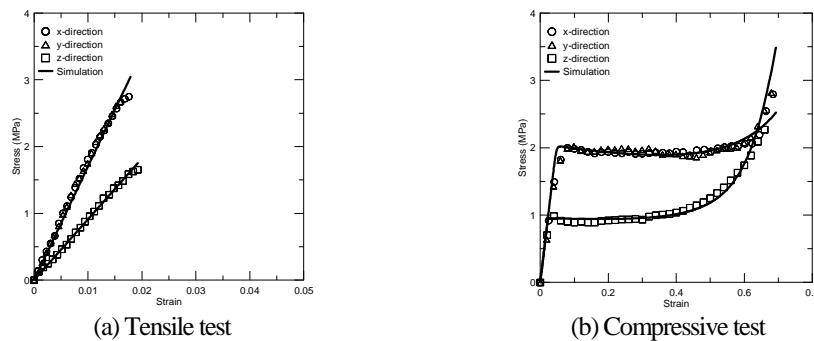 x-direction
y-direction
z-direction
Simulation
Stress (MPa)
4
3
2
1
0
0 0.01 0.02 0.03 0.04 0.05
Strain
(a) Tensile test
x-direction
y-direction
z-direction
Simulation
Stress (MPa)
4
3
2
1
0
0 0.2 0.4 0.6 0.8
Strain
(b) Compressive test